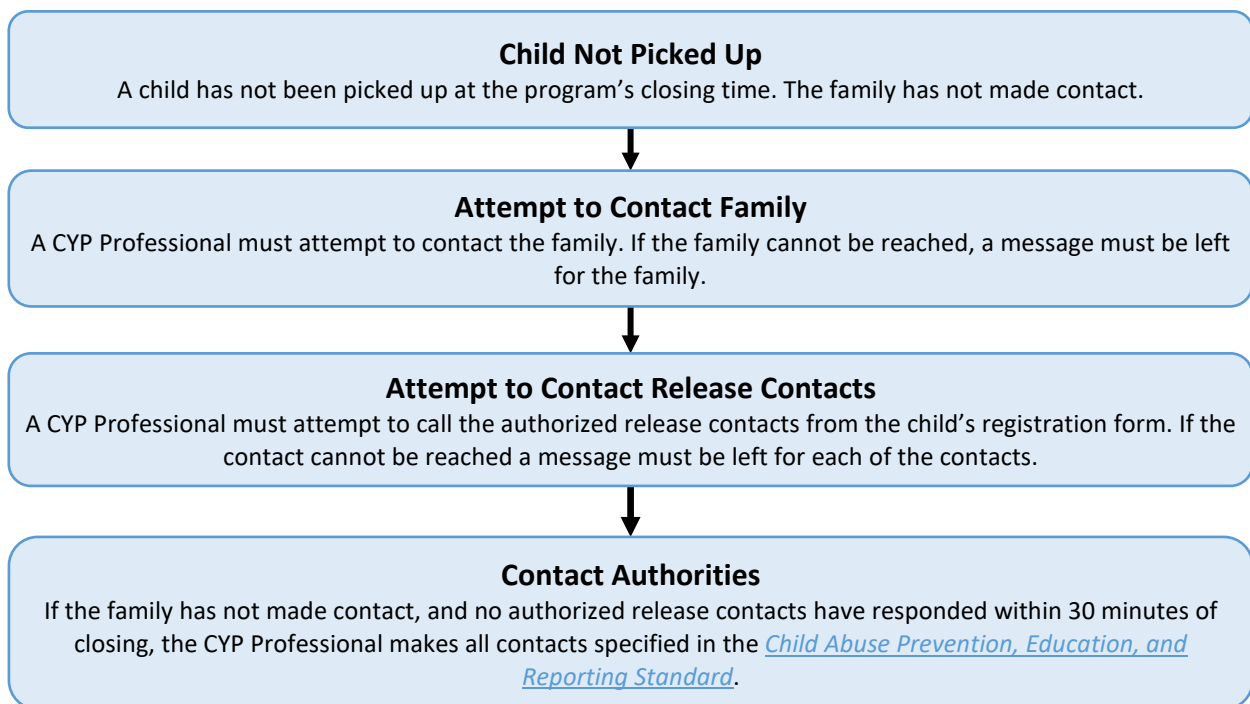 Child Not Picked Up
A child has not been picked up at the program’s closing time. The family has not made contact.
Attempt to Contact Family
A CYP Professional must attempt to contact the family. If the family cannot be reached, a message must be left
for the family.
Attempt to Contact Release Contacts
A CYP Professional must attempt to call the authorized release contacts from the child’s registration form. If the
contact cannot be reached a message must be left for each of the contacts.
Contact Authorities
If the family has not made contact, and no authorized release contacts have responded within 30 minutes of
closing, the CYP Professional makes all contacts specified in the Child Abuse Prevention, Education, and
Reporting Standard.